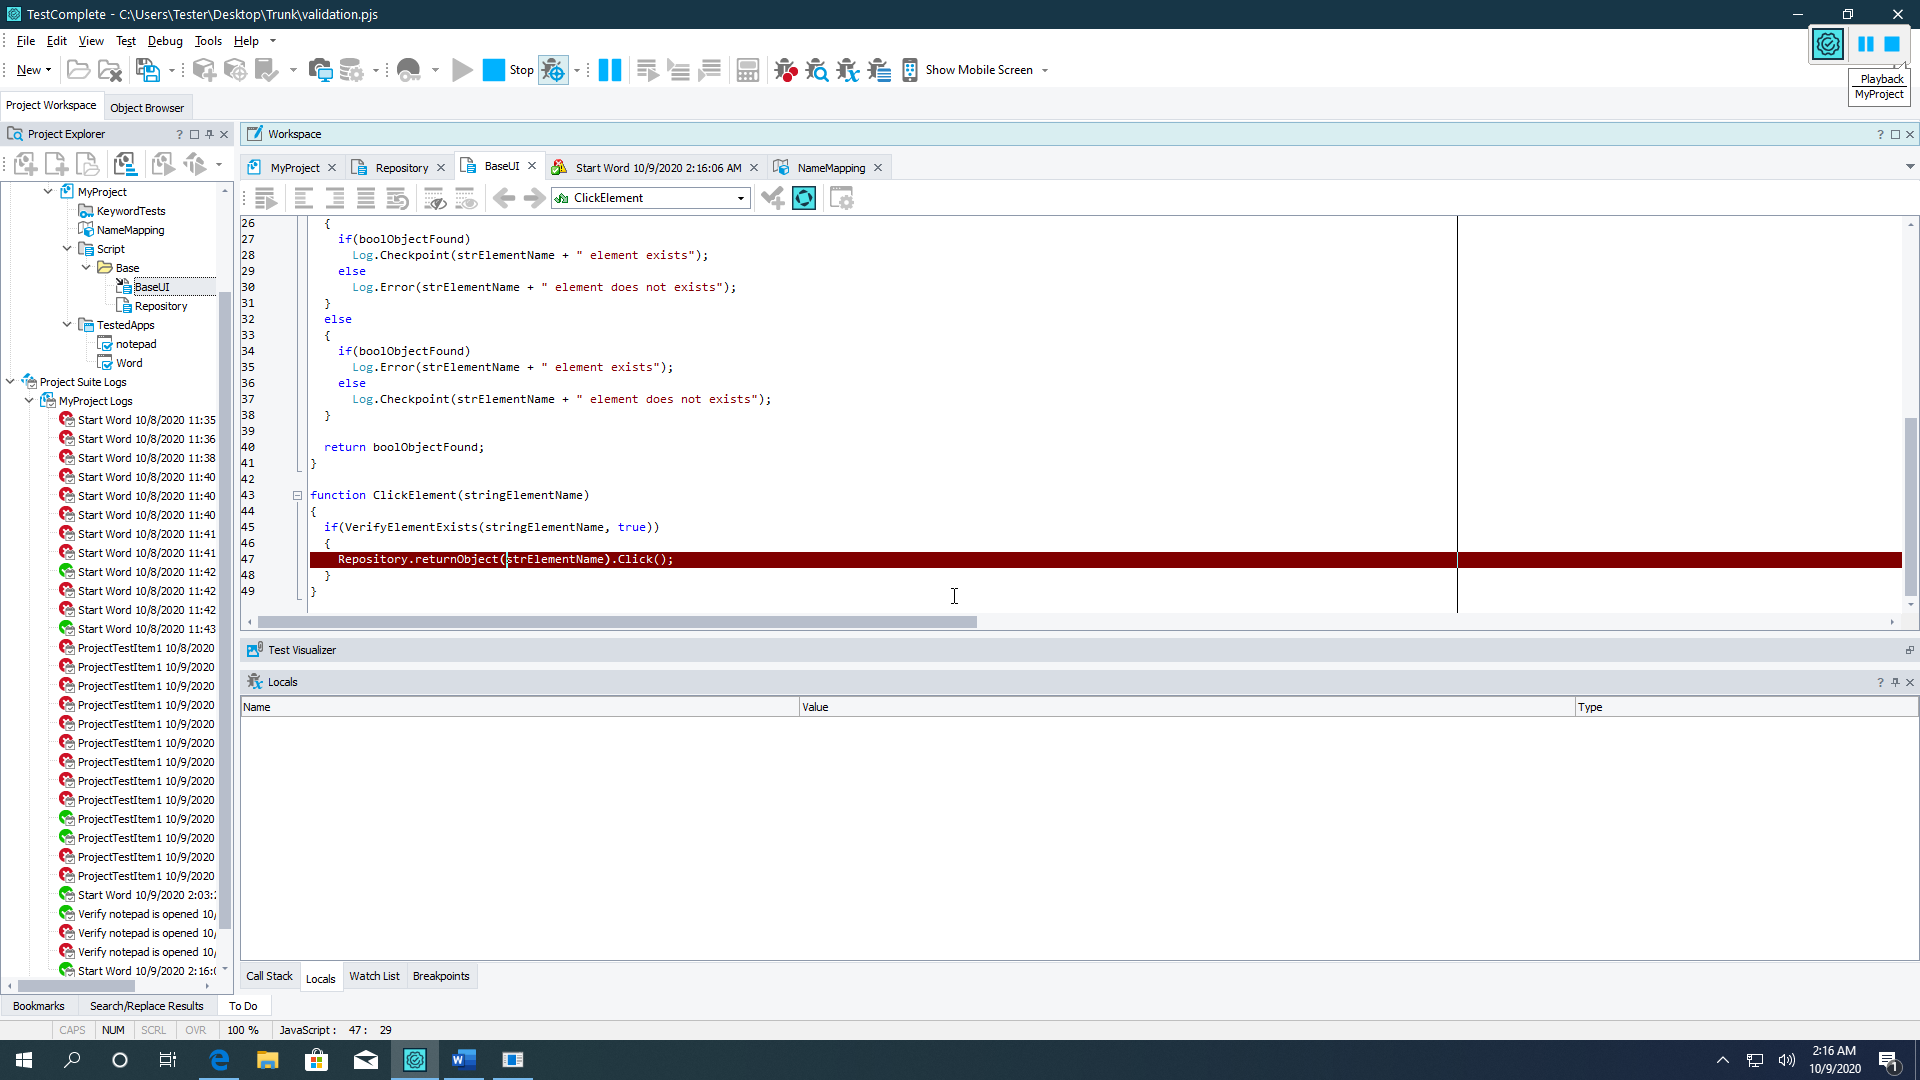 TestComplete - C:\Users\Tester\Desktop\Trunk\validation.pjs
File Edit View Test Debug Tools Help
New Stop Show Mobile Screen
Playback
MyProject
Project Workspace Object Browser
Project Explorer
Workspace
MyProject Repository BaseUI Start Word 10/9/2020 2:16:06 AM NameMapping
ClickElement
MyProject
KeywordTests
NameMapping
Script
Base
BaseUI
Repository
TestedApps
notepad
Word
Project Suite Logs
MyProject Logs
Start Word 10/8/2020 11:35
Start Word 10/8/2020 11:36
Start Word 10/8/2020 11:38
Start Word 10/8/2020 11:40
Start Word 10/8/2020 11:40
Start Word 10/8/2020 11:40
Start Word 10/8/2020 11:41
Start Word 10/8/2020 11:41
Start Word 10/8/2020 11:42
Start Word 10/8/2020 11:42
Start Word 10/8/2020 11:42
Start Word 10/8/2020 11:43
ProjectTestItem1 10/8/2020
ProjectTestItem1 10/9/2020
ProjectTestItem1 10/9/2020
ProjectTestItem1 10/9/2020
ProjectTestItem1 10/9/2020
ProjectTestItem1 10/9/2020
ProjectTestItem1 10/9/2020
ProjectTestItem1 10/9/2020
ProjectTestItem1 10/9/2020
ProjectTestItem1 10/9/2020
ProjectTestItem1 10/9/2020
ProjectTestItem1 10/9/2020
ProjectTestItem1 10/9/2020
Start Word 10/9/2020 2:03:
Verify notepad is opened 10/
Verify notepad is opened 10/
Verify notepad is opened 10/
Start Word 10/9/2020 2:16:0
26 {
27 if(boolObjectFound)
28 Log.Checkpoint(strElementName + " element exists");
29 else
30 Log.Error(strElementName + " element does not exists");
31 }
32 else
33 {
34 if(boolObjectFound)
35 Log.Error(strElementName + " element exists");
36 else
37 Log.Checkpoint(strElementName + " element does not exists");
38 }
39
40 return boolObjectFound;
41 }
42
43 function ClickElement(stringElementName)
44 {
45 if(VerifyElementExists(stringElementName, true))
46 {
47 Repository.returnObject(strElementName).Click();
48 }
49 }
Test Visualizer
Locals
Name Value Type
Call Stack Locals Watch List Breakpoints
Bookmarks Search/Replace Results To Do
CAPS NUM SCRL OVR 100 % JavaScript : 47 : 29
2:16 AM
10/9/2020
1